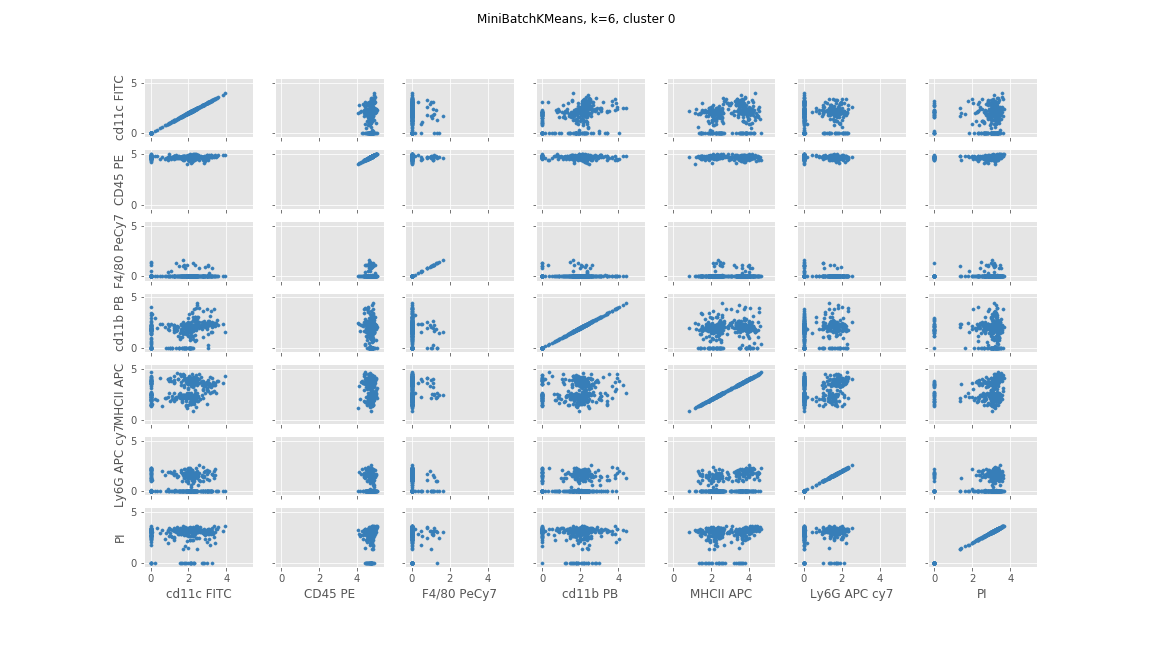 MiniBatchKMeans, k=6, cluster 0
cd11c FITC
5
0
CD45 PE
5
0
F4/80 PeCy7
5
0
cd11b PB
5
0
MHCII APC
5
0
Ly6G APC cy7
5
0
PI
5
0
0 2 4 0 2 4 0 2 4 0 2 4 0 2 4 0 2 4 0 2 4
cd11c FITC CD45 PE F4/80 PeCy7 cd11b PB MHCII APC Ly6G APC cy7 PI